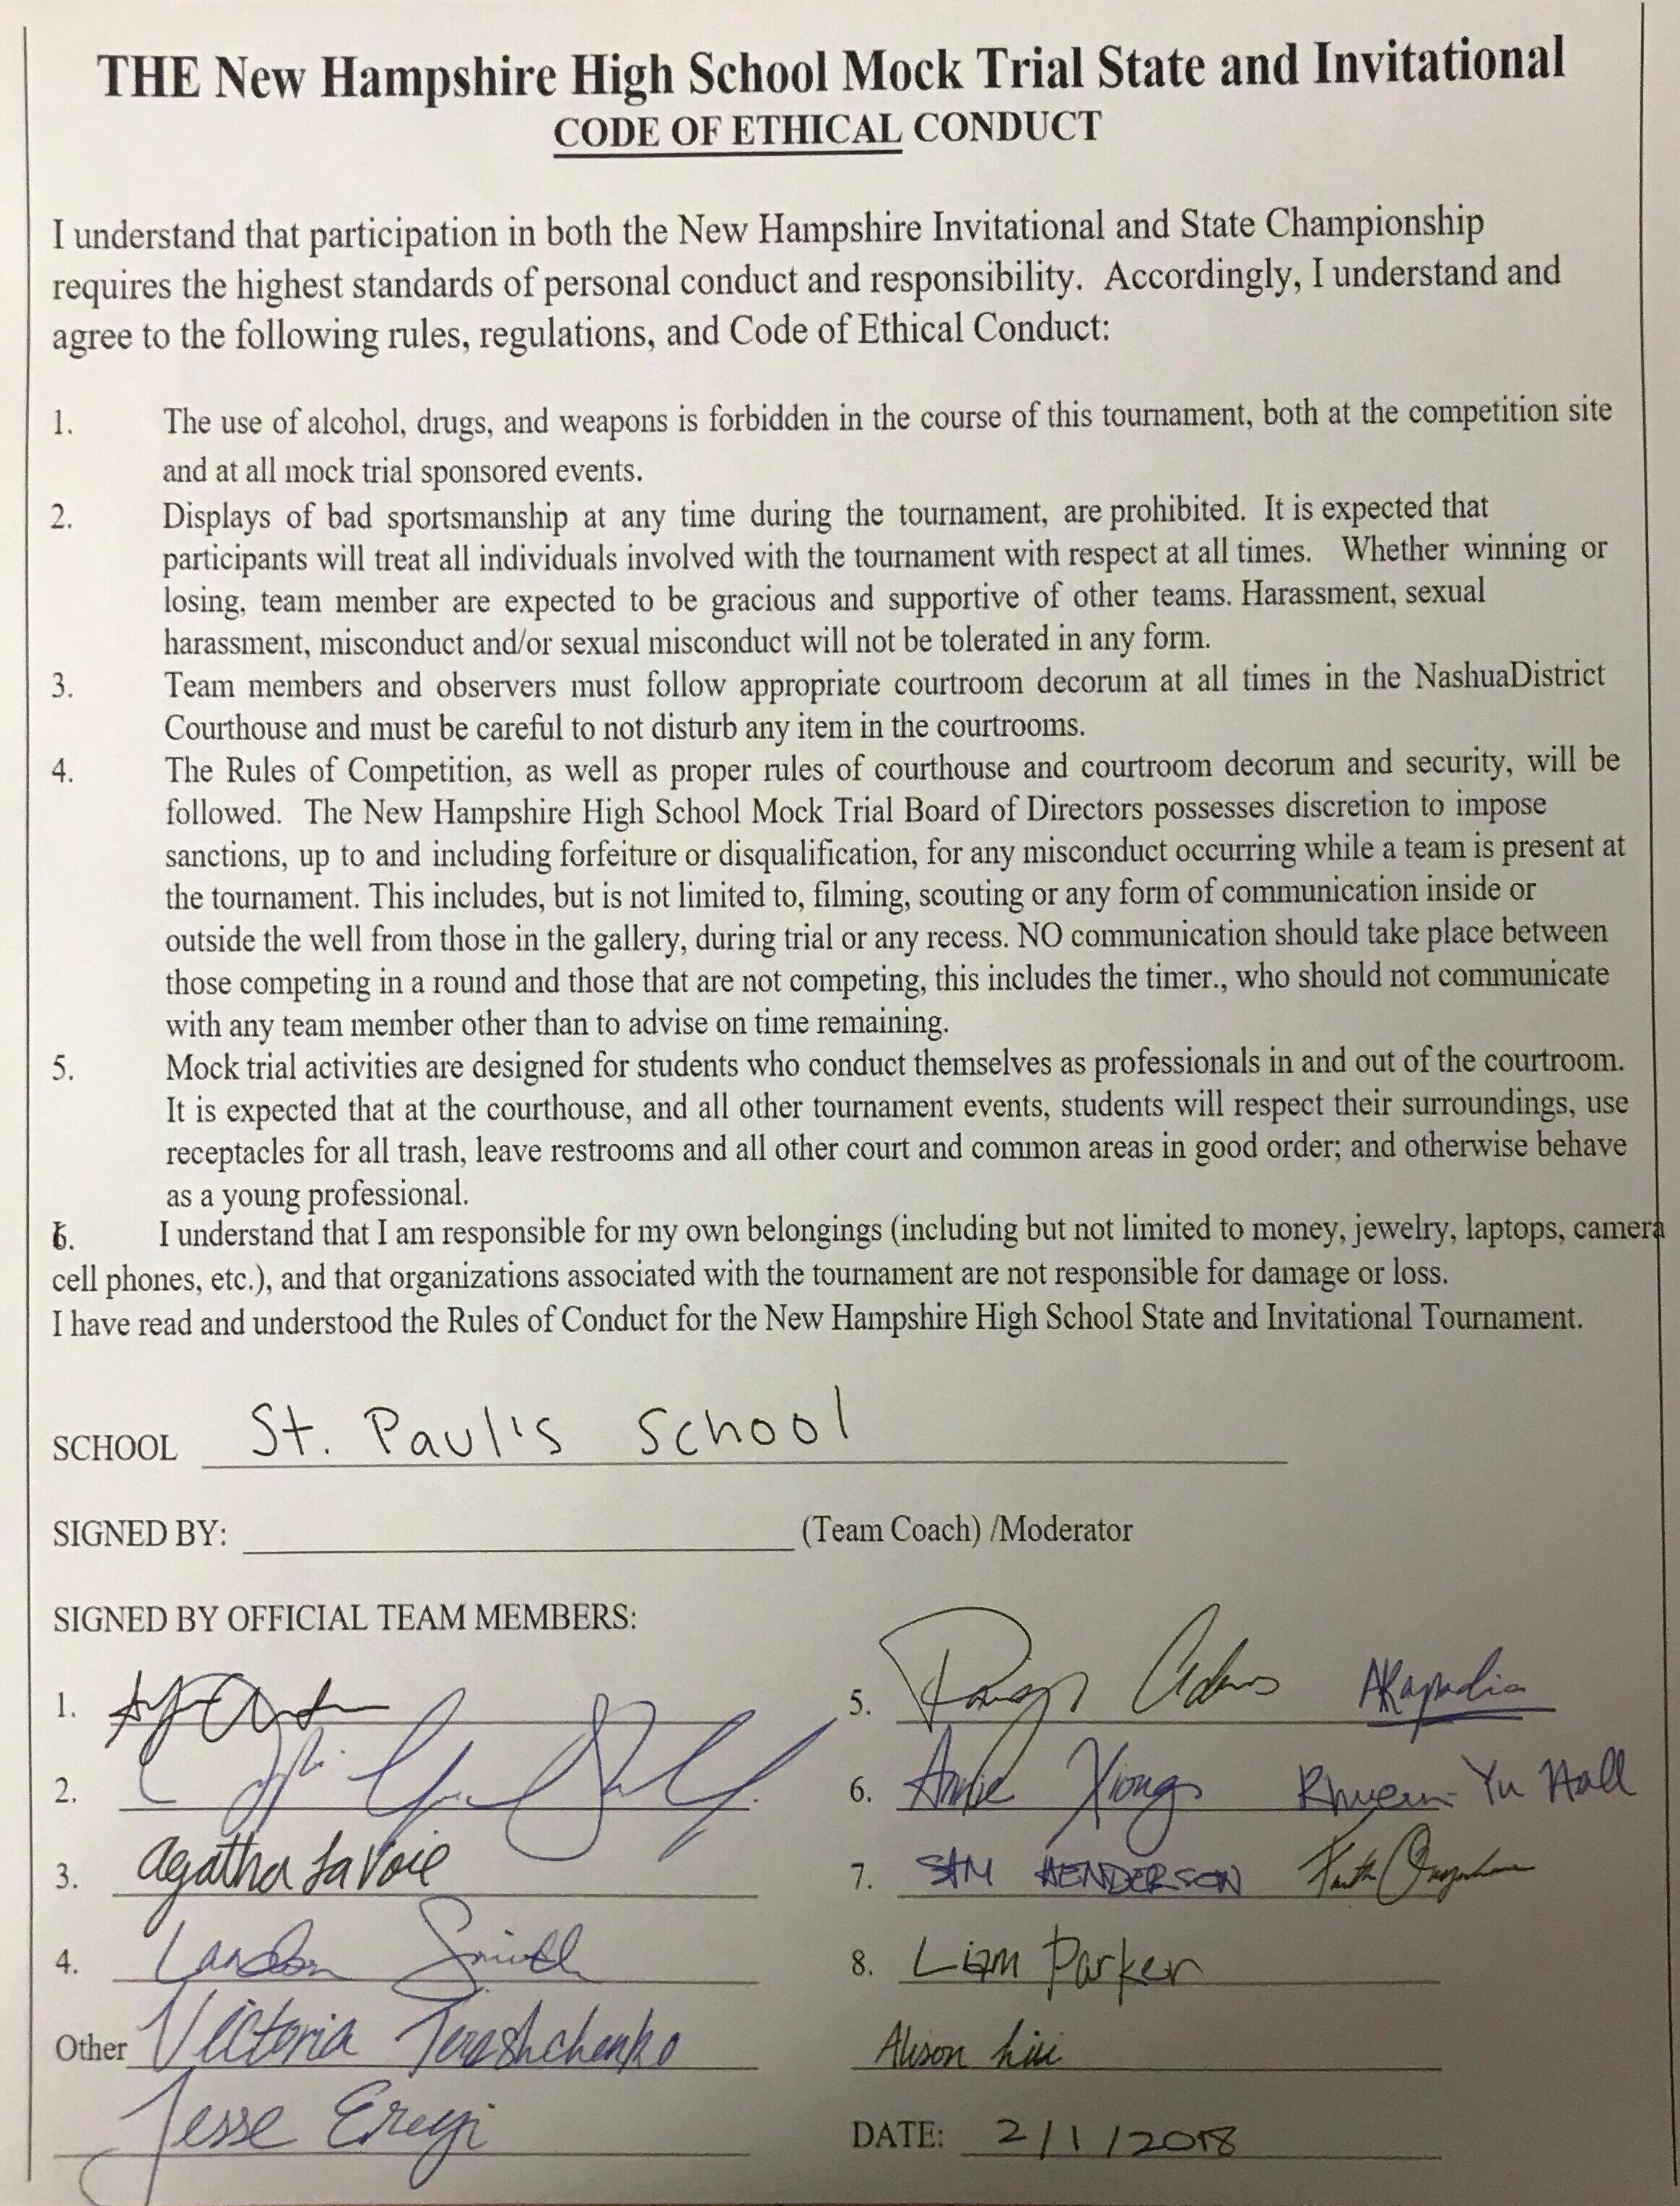 THE New Hampshire High School Mock Trial State and Invitational
CODE OF ETHICAL CONDUCT
I understand that participation in both the New Hampshire Invitational and State Championship
requires the highest standards of personal conduct and responsibility. Accordingly, I understand and
agree to the following rules, regulations, and Code of Ethical Conduct:
1. The use of alcohol, drugs, and weapons is forbidden in the course of this tournament, both at the competition site
and at all mock trial sponsored events.
2. Displays of bad sportsmanship at any time during the tournament, are prohibited. It is expected that
participants will treat all individuals involved with the tournament with respect at all times. Whether winning or
losing, team member are expected to be gracious and supportive of other teams. Harassment, sexual
harassment, misconduct and/or sexual misconduct will not be tolerated in any form.
3. Team members and observers must follow appropriate courtroom decorum at all times in the NashuaDistrict
Courthouse and must be careful to not disturb any item in the courtrooms.
4. The Rules of Competition, as well as proper rules of courthouse and courtroom decorum and security, will be
followed. The New Hampshire High School Mock Trial Board of Directors possesses discretion to impose
sanctions, up to and including forfeiture or disqualification, for any misconduct occurring while a team is present at
the tournament. This includes, but is not limited to, filming, scouting or any form of communication inside or
outside the well from those in the gallery, during trial or any recess. NO communication should take place between
those competing in a round and those that are not competing, this includes the timer., who should not communicate
with any team member other than to advise on time remaining.
5. Mock trial activities are designed for students who conduct themselves as professionals in and out of the courtroom.
It is expected that at the courthouse, and all other tournament events, students will respect their surroundings, use
receptacles for all trash, leave restrooms and all other court and common areas in good order; and otherwise behave
as a young professional.
6. I understand that I am responsible for my own belongings (including but not limited to money, jewelry, laptops, camera
cell phones, etc.), and that organizations associated with the tournament are not responsible for damage or loss.
I have read and understood the Rules of Conduct for the New Hampshire High School State and Invitational Tournament.
SCHOOL St. Paul's School
SIGNED BY: (Team Coach) /Moderator
SIGNED BY OFFICIAL TEAM MEMBERS:
1.
2.
3. Agatha LaVoie
4. Landon Smith
Other Victoria Tereshchenko
Jesse
5. Adams AKapadia
6. Annie Xiong Yu Hall
7. SAM HENDERSON Faith
8. Liam Parker
Alison Liu
DATE: 2/1/2018